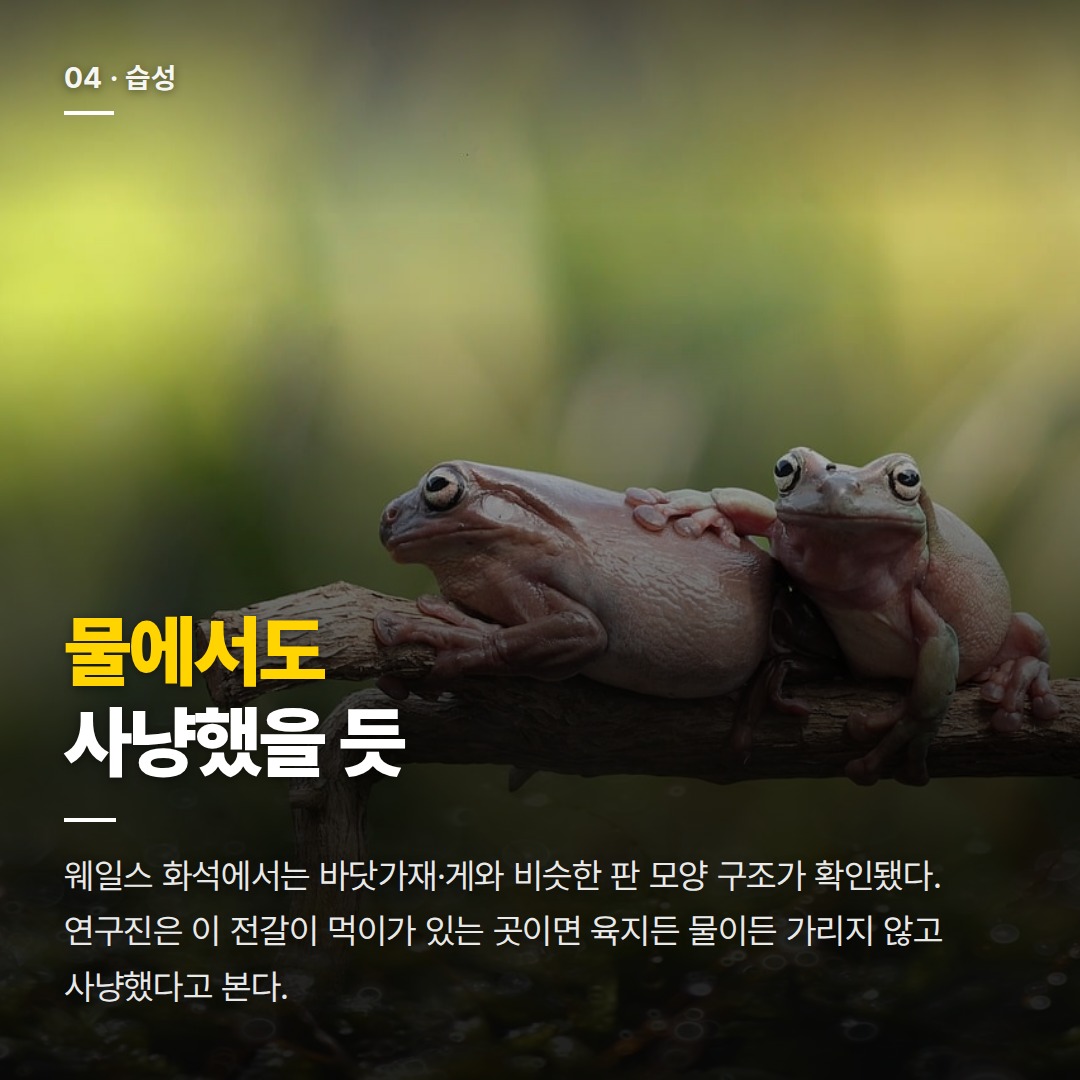 04 · 습성
물에서도
사냥했을 듯
웨일스 화석에서는 바닷가재·게와 비슷한 판 모양 구조가 확인됐다.
연구진은 이 전갈이 먹이가 있는 곳이면 육지든 물이든 가리지 않고
사냥했다고 본다.